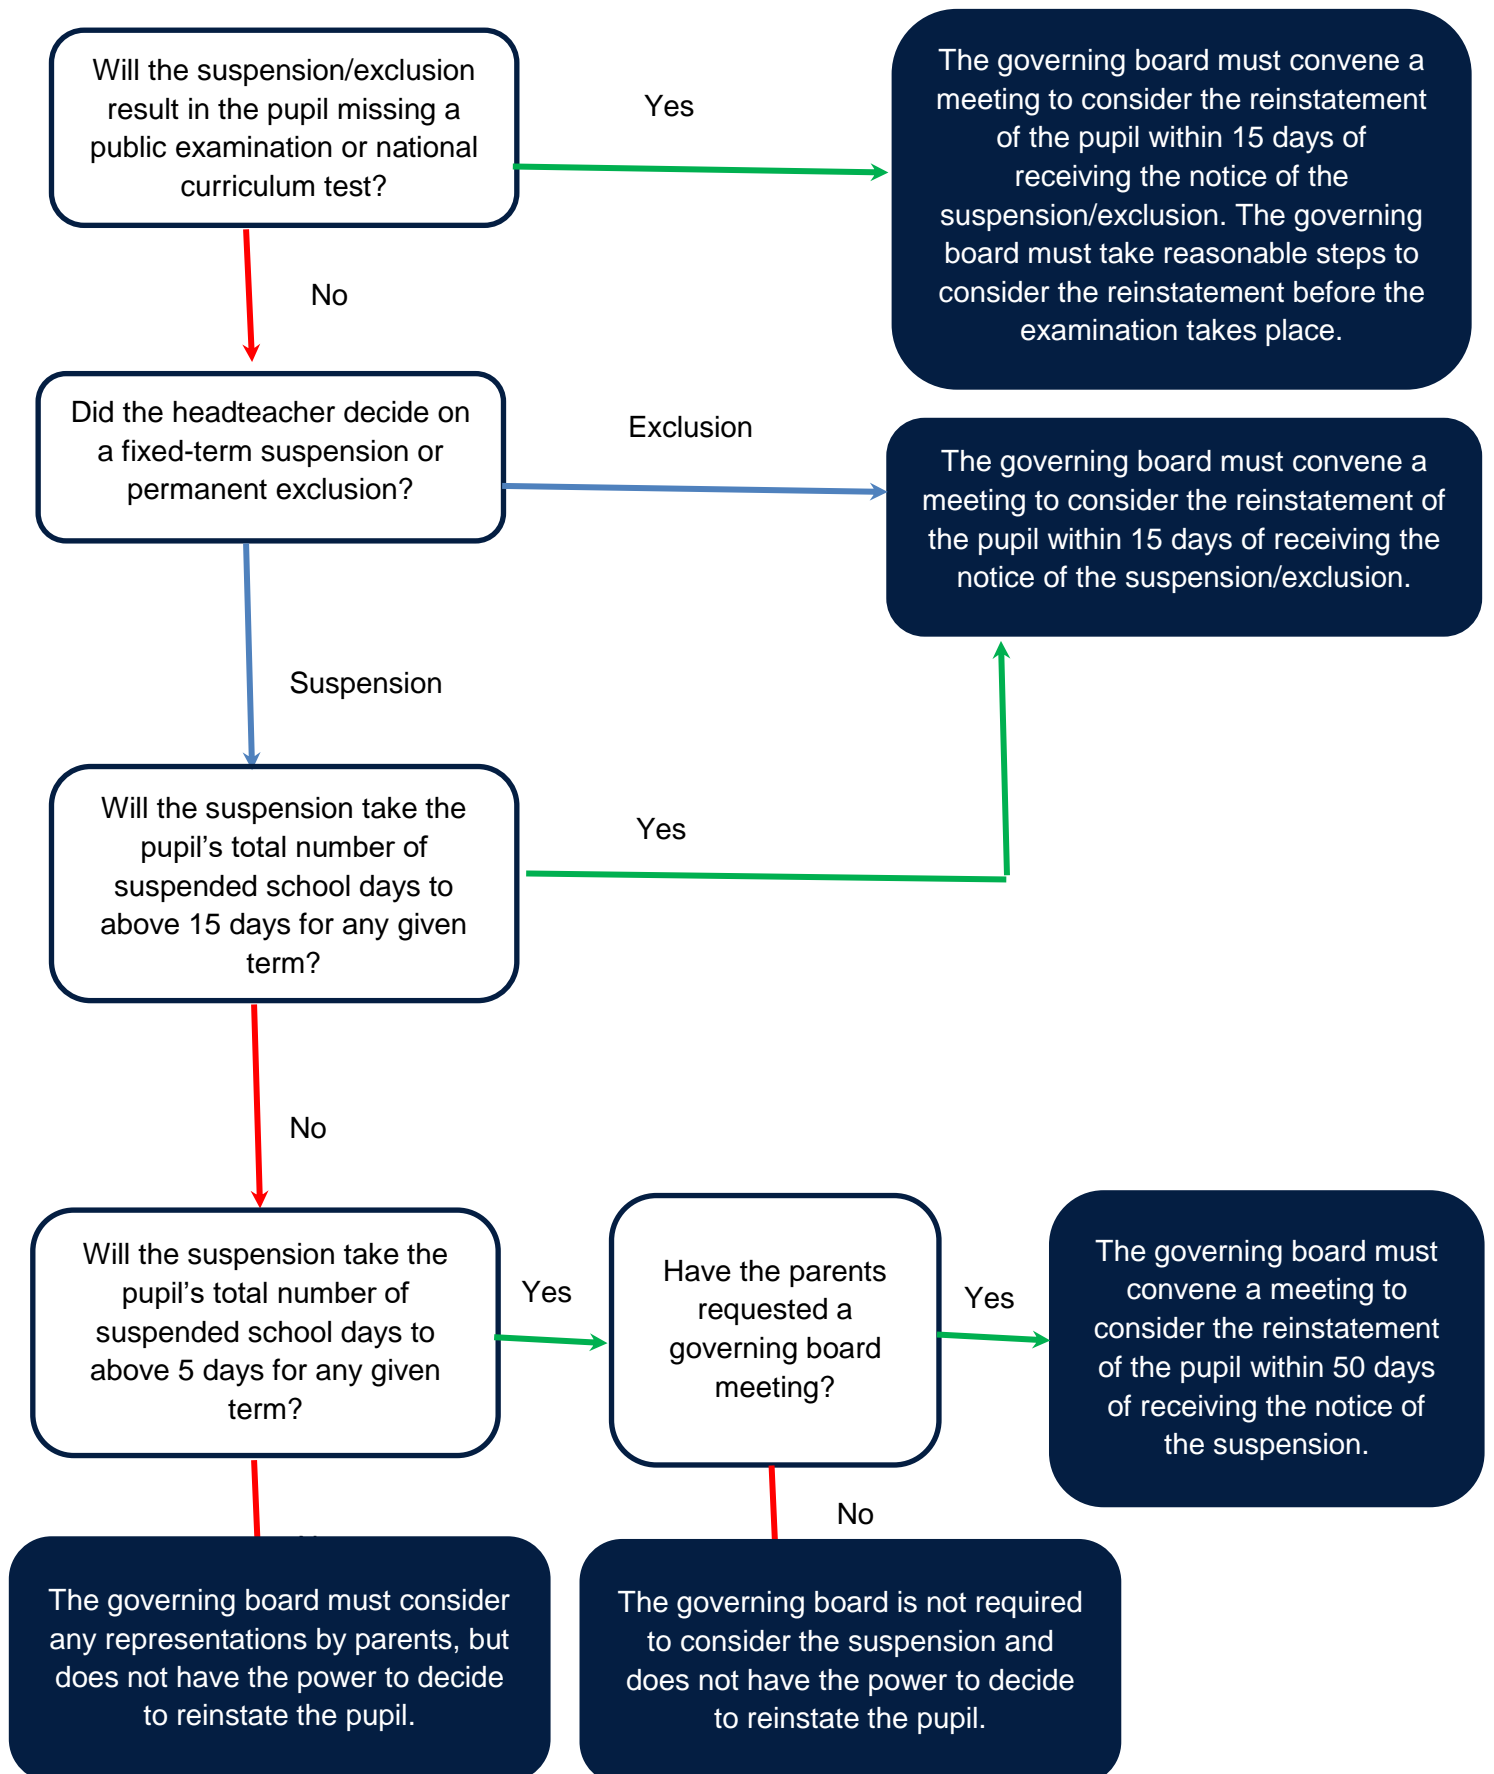 Will the suspension/exclusion
result in the pupil missing a
public examination or national
curriculum test?
Yes
The governing board must convene a
meeting to consider the reinstatement
of the pupil within 15 days of
receiving the notice of the
suspension/exclusion. The governing
board must take reasonable steps to
consider the reinstatement before the
examination takes place.
No
Did the headteacher decide on
a fixed-term suspension or
permanent exclusion?
Exclusion
The governing board must convene a
meeting to consider the reinstatement of
the pupil within 15 days of receiving the
notice of the suspension/exclusion.
Suspension
Will the suspension take the
pupil’s total number of
suspended school days to
above 15 days for any given
term?
Yes
No
Will the suspension take the
pupil’s total number of
suspended school days to
above 5 days for any given
term?
Yes
Have the parents
requested a
governing board
meeting?
Yes
The governing board must
convene a meeting to
consider the reinstatement
of the pupil within 50 days
of receiving the notice of
the suspension.
No
The governing board must consider
any representations by parents, but
does not have the power to decide
to reinstate the pupil.
The governing board is not required
to consider the suspension and
does not have the power to decide
to reinstate the pupil.